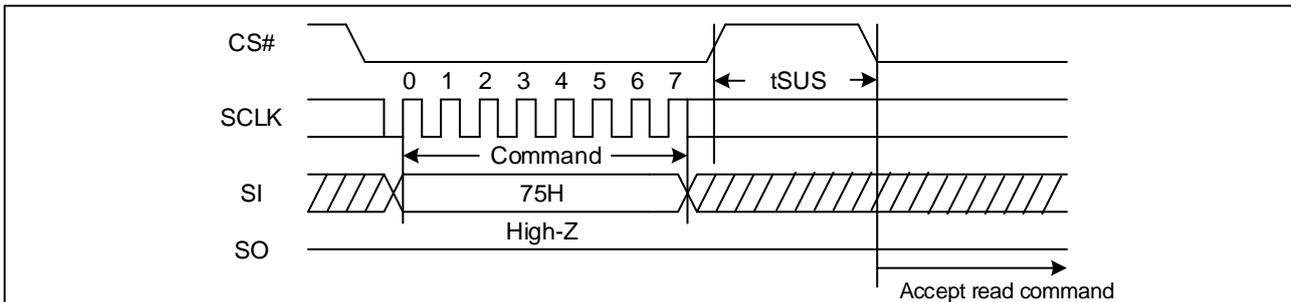 CS#
tSUS
0 1 2 3 4 5 6 7
SCLK
Command
SI
75H
High-Z
SO
Accept read command